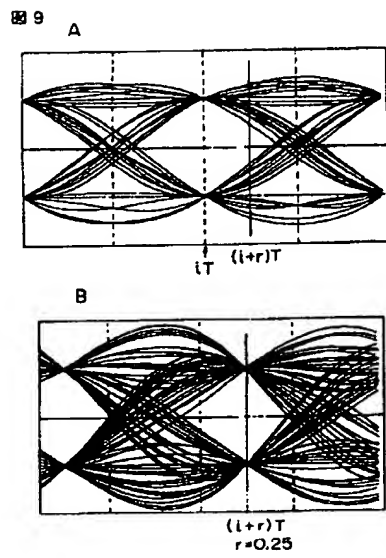 図 9
A
iT (i+r)T
B
(i+r)T
r=0.25